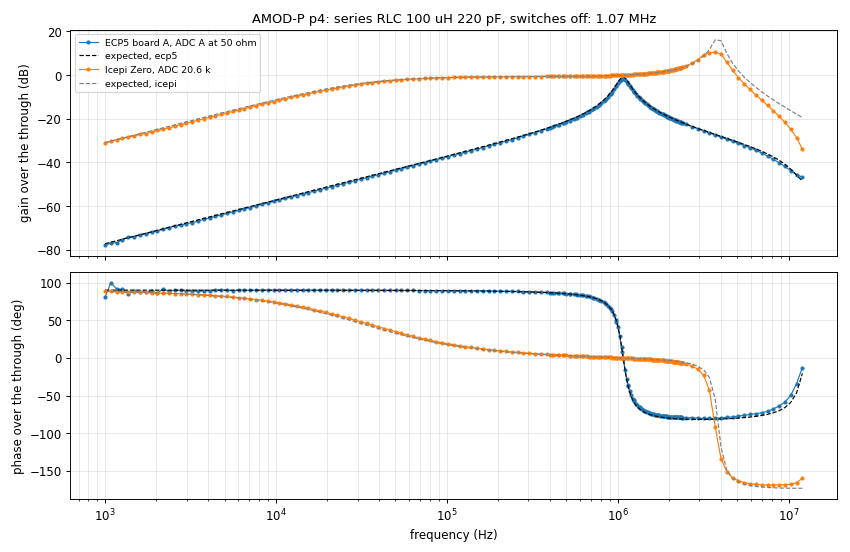 AMOD-P p4: series RLC 100 uH 220 pF, switches off: 1.07 MHz
ECP5 board A, ADC A at 50 ohm
expected, ecp5
Icepi Zero, ADC 20.6 k
expected, icepi
gain over the through (dB)
20
0
−20
−40
−60
−80
phase over the through (deg)
100
50
0
−50
−100
−150
10³
10⁴
10⁵
10⁶
10⁷
frequency (Hz)